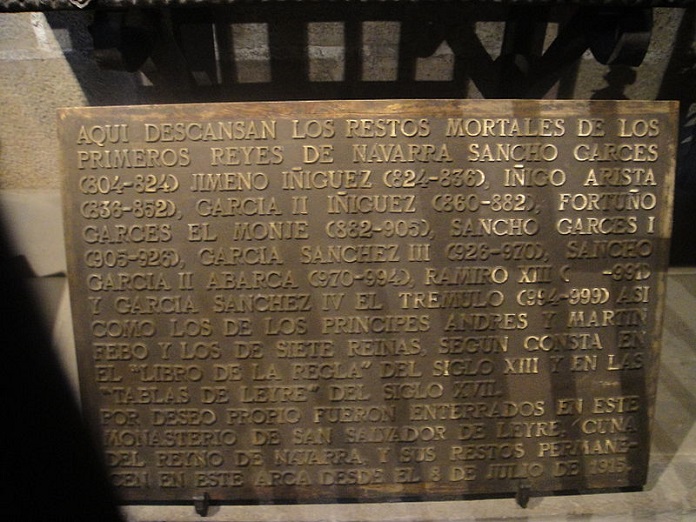 AQUI DESCANSAN LOS RESTOS MORTALES DE LOS
PRIMEROS REYES DE NAVARRA SANCHO GARCES
(804-824) JIMENO IÑIGUEZ (824-836), IÑIGO ARISTA
(836-852), GARCIA II IÑIGUEZ (860-882), FORTUÑO
GARCES EL MONJE (882-905), SANCHO GARCES I
(905-926), GARCIA SANCHEZ III (926-970), SANCHO
GARCIA II ABARCA (970-994), RAMIRO XIII ( -991)
Y GARCIA SANCHEZ IV EL TREMULO (994-999) ASI
COMO LOS DE LOS PRINCIPES ANDRES Y MARTIN
FEBO Y LOS DE SIETE REINAS, SEGUN CONSTA EN
EL "LIBRO DE LA REGLA" DEL SIGLO XIII Y EN LAS
"TABLAS DE LEYRE" DEL SIGLO XVII.
POR DESEO PROPIO FUERON ENTERRADOS EN ESTE
MONASTERIO DE SAN SALVADOR DE LEYRE, CUNA
DEL REYNO DE NAVARRA, Y SUS RESTOS PERMANE-
CEN EN ESTE ARCA DESDE EL 8 DE JULIO DE 1915.